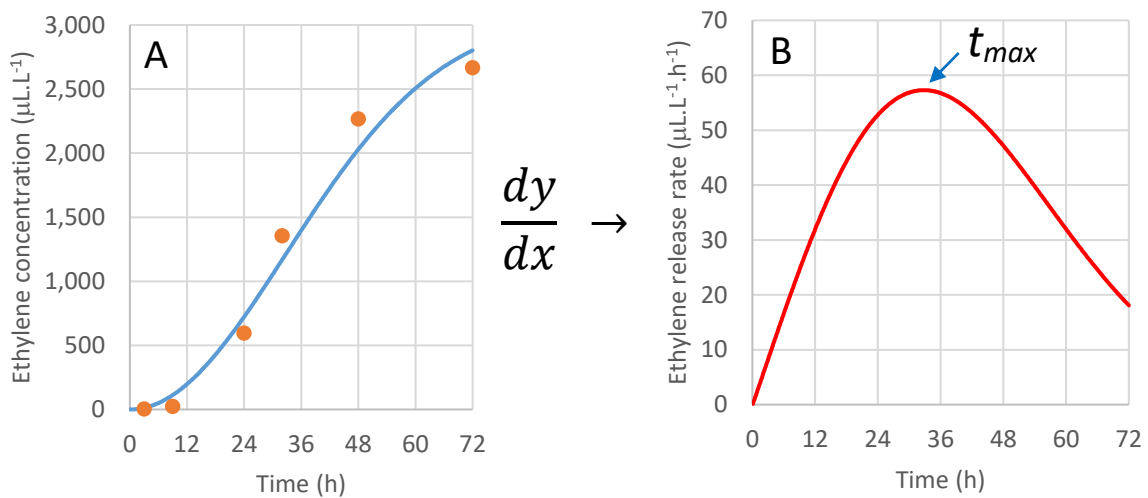 A
Ethylene concentration (µL.L-1)
3,000
2,500
2,000
1,500
1,000
500
0
0 12 24 36 48 60 72
Time (h)
dy
dx
→
B
t_max
Ethylene release rate (µL.L-1.h-1)
70
60
50
40
30
20
10
0
0 12 24 36 48 60 72
Time (h)